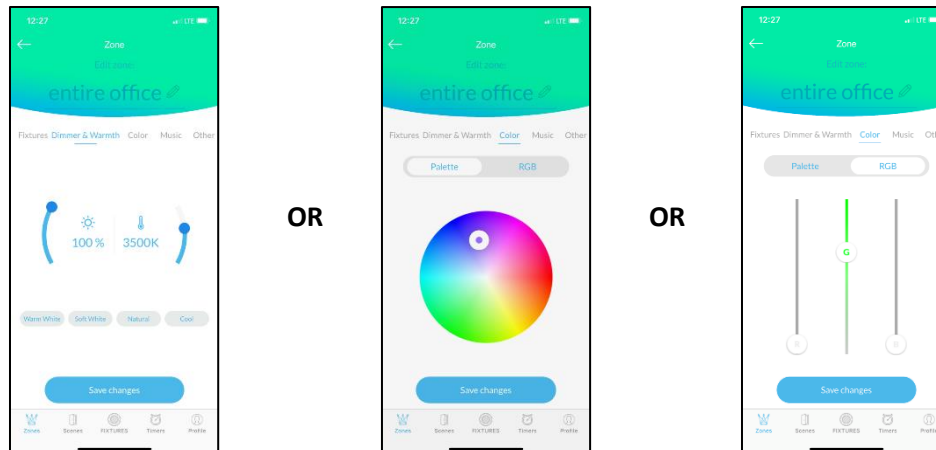 12:27
LTE
Zone
Edit zone:
entire office
Fixtures Dimmer & Warmth Color Music Other
100 %
3500K
Warm White Soft White Natural Cool
Save changes
Zones Scenes FIXTURES Timers Profile
OR
12:27
LTE
Zone
Edit zone:
entire office
Fixtures Dimmer & Warmth Color Music Other
Palette RGB
Save changes
Zones Scenes FIXTURES Timers Profile
OR
12:27
LTE
Zone
Edit zone:
entire office
Fixtures Dimmer & Warmth Color Music Ot
Palette RGB
G
Save changes
Zones Scenes FIXTURES Timers Profile